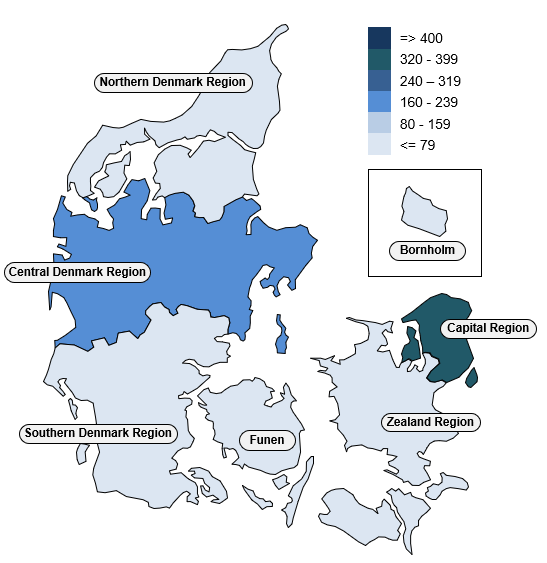 => 400
320 - 399
240 – 319
160 - 239
80 - 159
<= 79
Northern Denmark Region
Bornholm
Central Denmark Region
Capital Region
Zealand Region
Southern Denmark Region
Funen